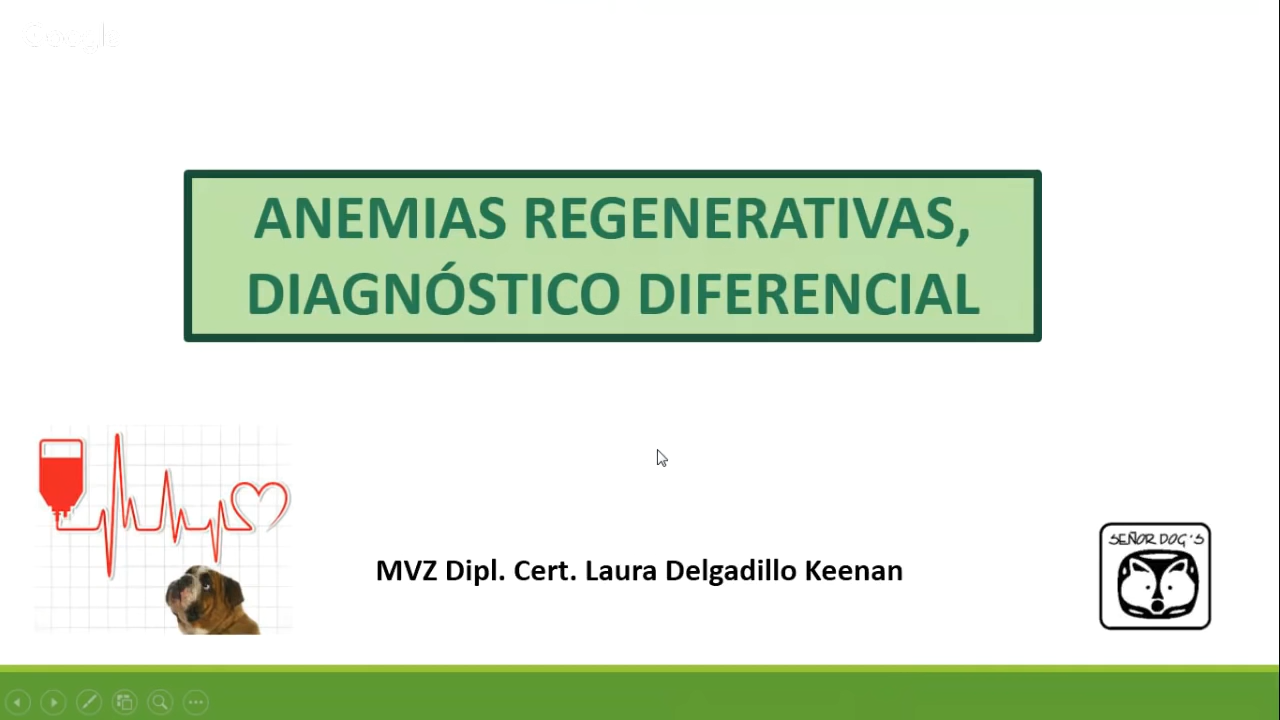 ANEMIAS REGENERATIVAS,
DIAGNÓSTICO DIFERENCIAL
MVZ Dipl. Cert. Laura Delgadillo Keenan
SEÑOR DOG'S